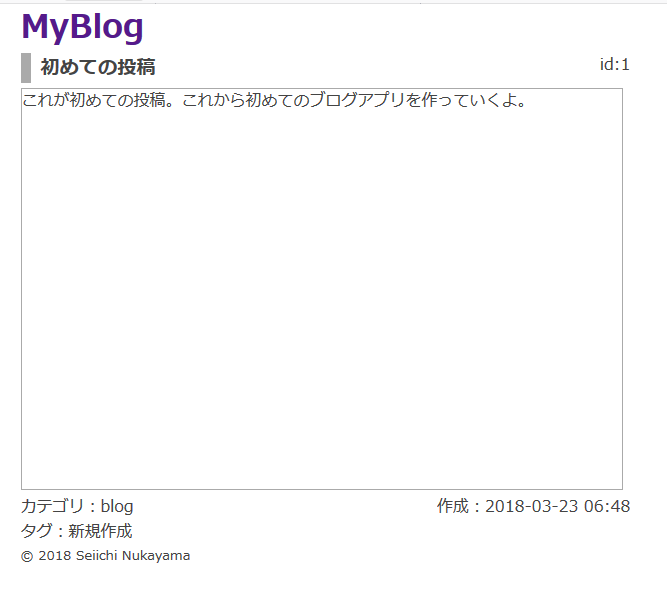 MyBlog
初めての投稿 id:1
これが初めての投稿。これから初めてのブログアプリを作っていくよ。
カテゴリ：blog 作成：2018-03-23 06:48
タグ：新規作成
© 2018 Seiichi Nukayama